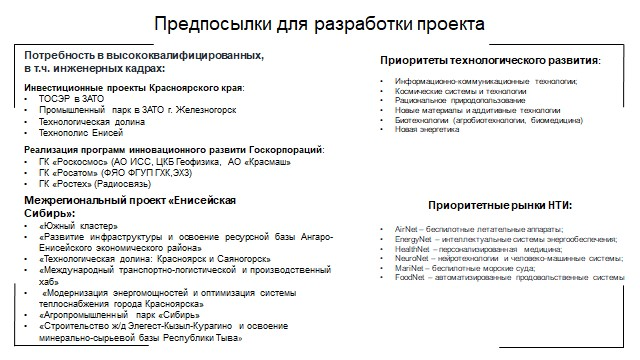 Предпосылки для разработки проекта
Потребность в высококвалифицированных,
в т.ч. инженерных кадрах:
Инвестиционные проекты Красноярского края:
• ТОСЭР в ЗАТО
• Промышленный парк в ЗАТО г. Железногорск
• Технологическая долина
• Технополис Енисей
Реализация программ инновационного развити Госкорпораций:
• ГК «Роскосмос» (АО ИСС, ЦКБ Геофизика, АО «Красмаш»
• ГК «Росатом» (ФЯО ФГУП ГХК,ЭХЗ)
• ГК «Ростех» (Радиосвязь)
Межрегиональный проект «Енисейская
Сибирь»:
• «Южный кластер»
• «Развитие инфраструктуры и освоение ресурсной базы Ангаро-
Енисейского экономического района»
• «Технологическая долина: Красноярск и Саяногорск»
• «Международный транспортно-логистической и производственный
хаб»
• «Модернизация энергомощностей и оптимизация системы
теплоснабжения города Красноярска»
• «Агропромышленный парк «Сибирь»
• «Строительство ж/д Элегест-Кызыл-Курагино и освоение
минерально-сырьевой базы Республики Тыва»
Приоритеты технологического развития:
• Информационно-коммуникационные технологии;
• Космические системы и технологии
• Рациональное природопользование
• Новые материалы и аддитивные технологии
• Биотехнологии (агробиотехнологии, биомедицина)
• Новая энергетика
Приоритетные рынки НТИ:
• AirNet – беспилотные летательные аппараты;
• EnergyNet – интеллектуальные системы энергообеспечения;
• HealthNet – персонализированная медицина;
• NeuroNet – нейротехнологии и человеко-машинные системы;
• MariNet – беспилотные морские суда;
• FoodNet – автоматизированные продовольственные системы